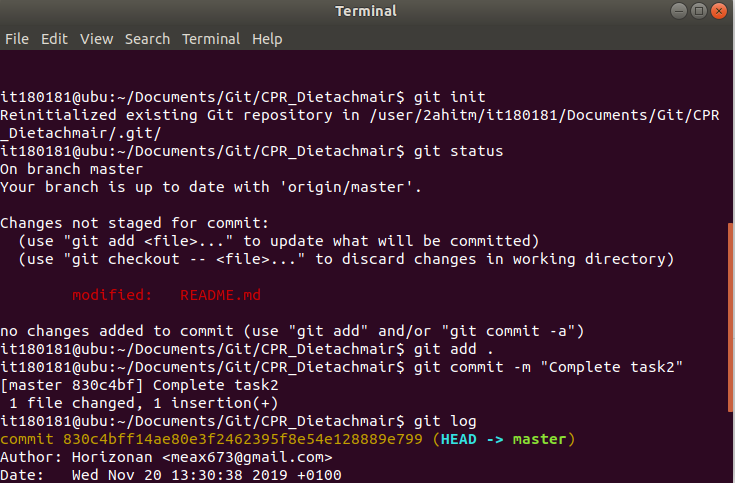 Terminal
File Edit View Search Terminal Help
it180181@ubu:~/Documents/Git/CPR_Dietachmair$ git init
Reinitialized existing Git repository in /user/2ahitm/it180181/Documents/Git/CPR
_Dietachmair/.git/
it180181@ubu:~/Documents/Git/CPR_Dietachmair$ git status
On branch master
Your branch is up to date with 'origin/master'.
Changes not staged for commit:
  (use "git add <file>..." to update what will be committed)
  (use "git checkout -- <file>..." to discard changes in working directory)
        modified:   README.md
no changes added to commit (use "git add" and/or "git commit -a")
it180181@ubu:~/Documents/Git/CPR_Dietachmair$ git add .
it180181@ubu:~/Documents/Git/CPR_Dietachmair$ git commit -m "Complete task2"
[master 830c4bf] Complete task2
 1 file changed, 1 insertion(+)
it180181@ubu:~/Documents/Git/CPR_Dietachmair$ git log
commit 830c4bff14ae80e3f2462395f8e54e128889e799 (HEAD -> master)
Author: Horizonan <meax673@gmail.com>
Date:   Wed Nov 20 13:30:38 2019 +0100